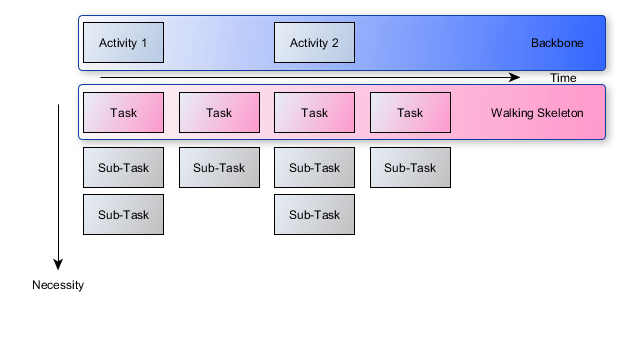 Activity 1
Activity 2
Backbone
Time
Task
Task
Task
Task
Walking Skeleton
Sub-Task
Sub-Task
Sub-Task
Sub-Task
Sub-Task
Sub-Task
Necessity